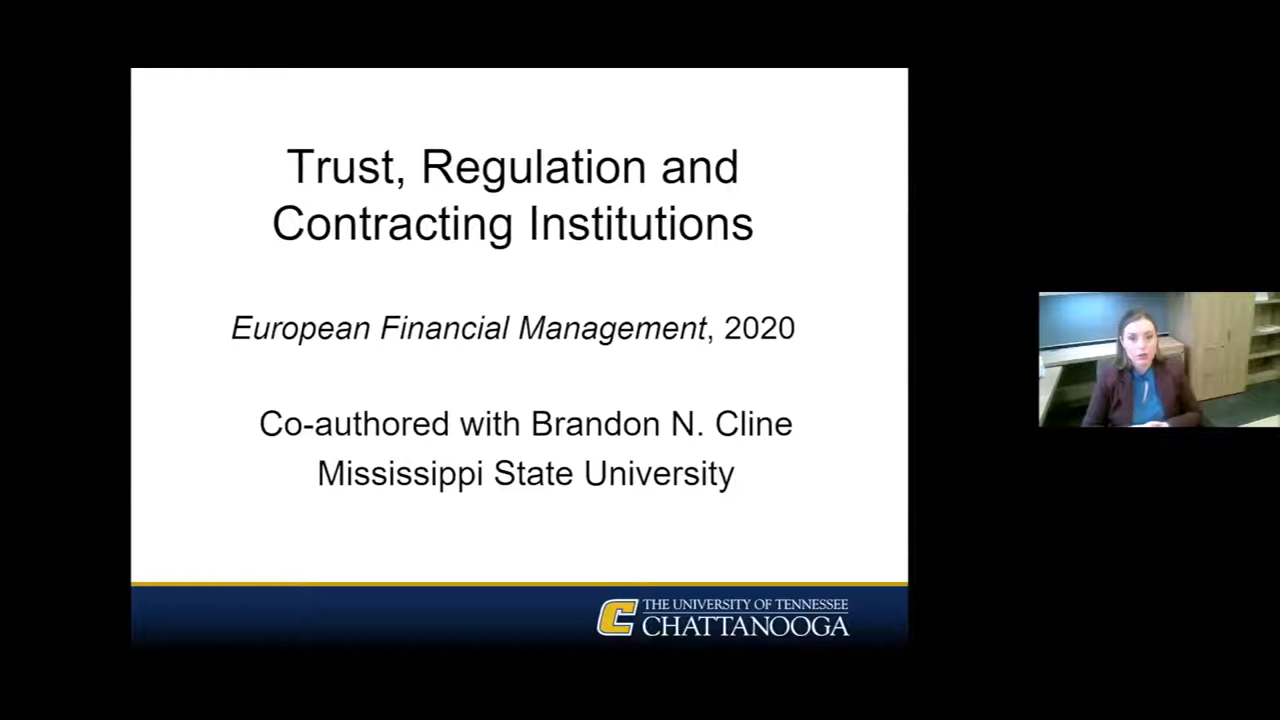 Trust, Regulation and
Contracting Institutions
European Financial Management, 2020
Co-authored with Brandon N. Cline
Mississippi State University
C THE UNIVERSITY OF TENNESSEE
CHATTANOOGA